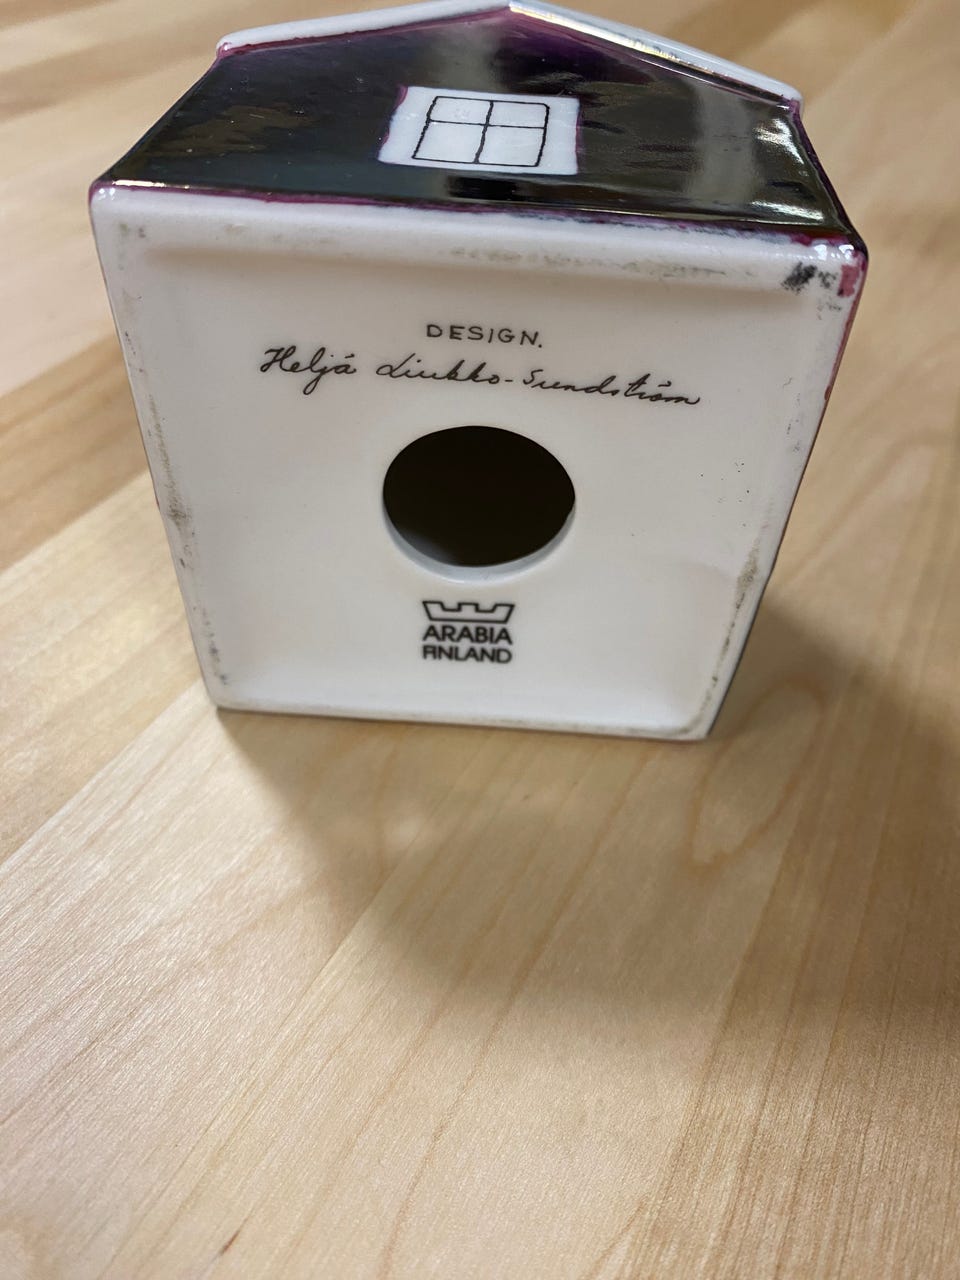 DESIGN.
Heljä Liukko-Sundström
ARABIA
FINLAND